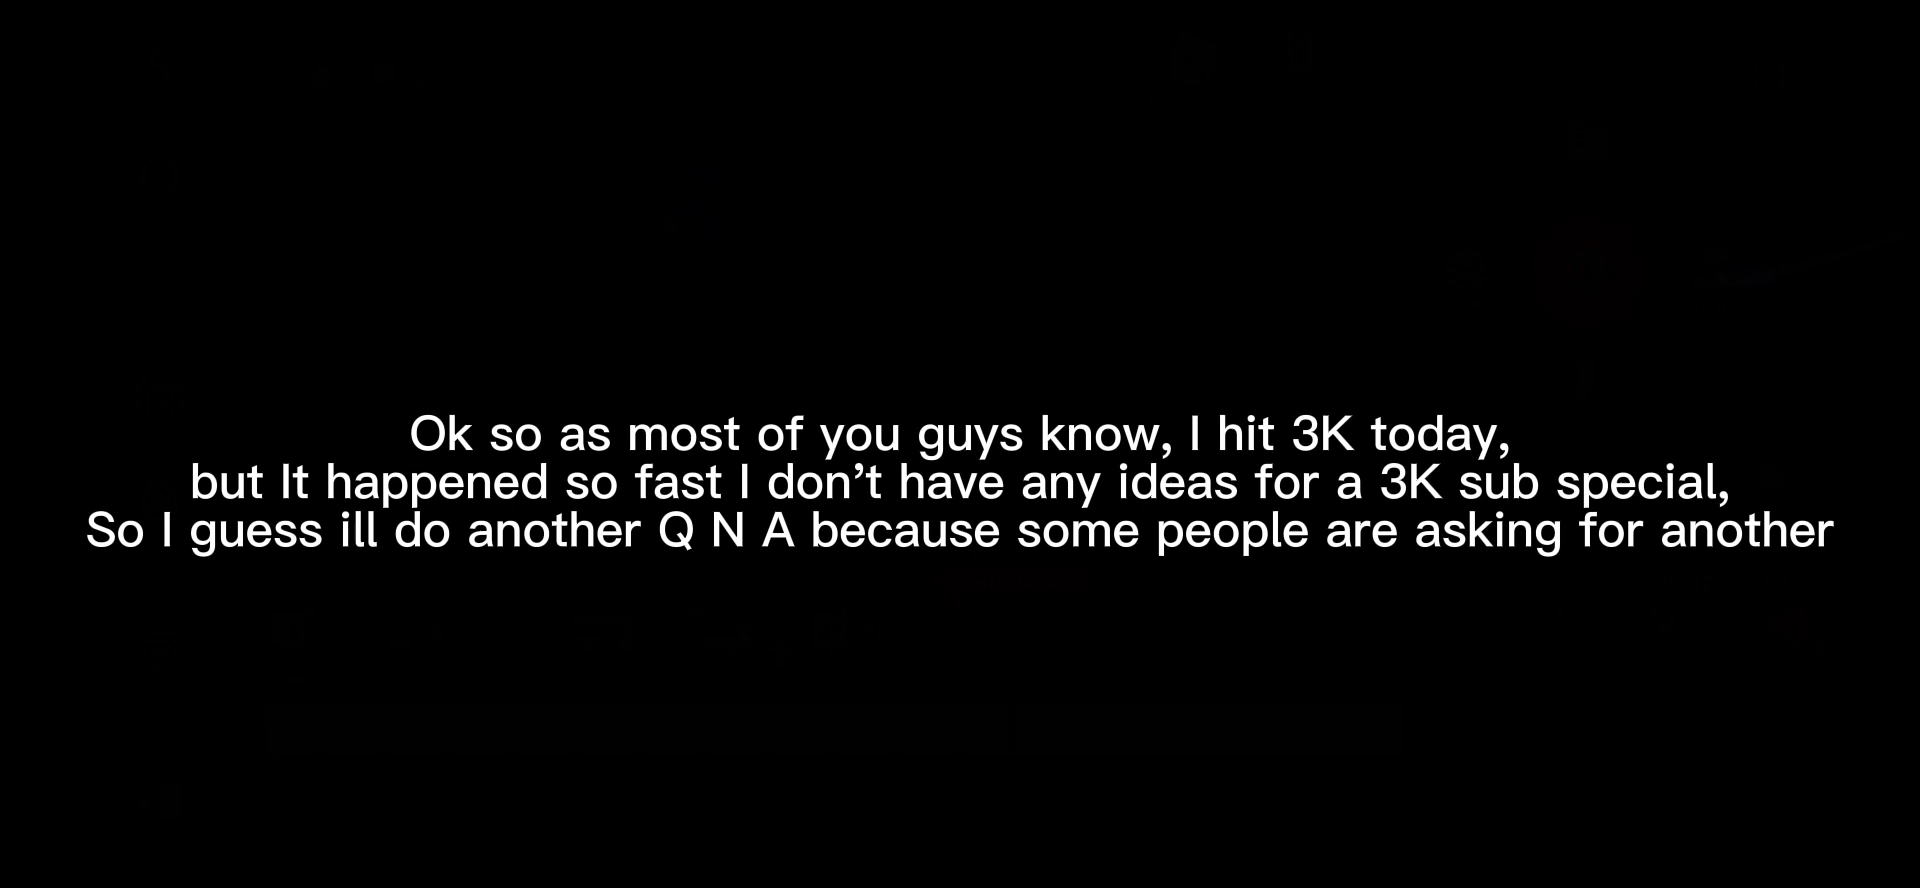 Ok so as most of you guys know, I hit 3K today,
but It happened so fast I don’t have any ideas for a 3K sub special,
So I guess ill do another Q N A because some people are asking for another